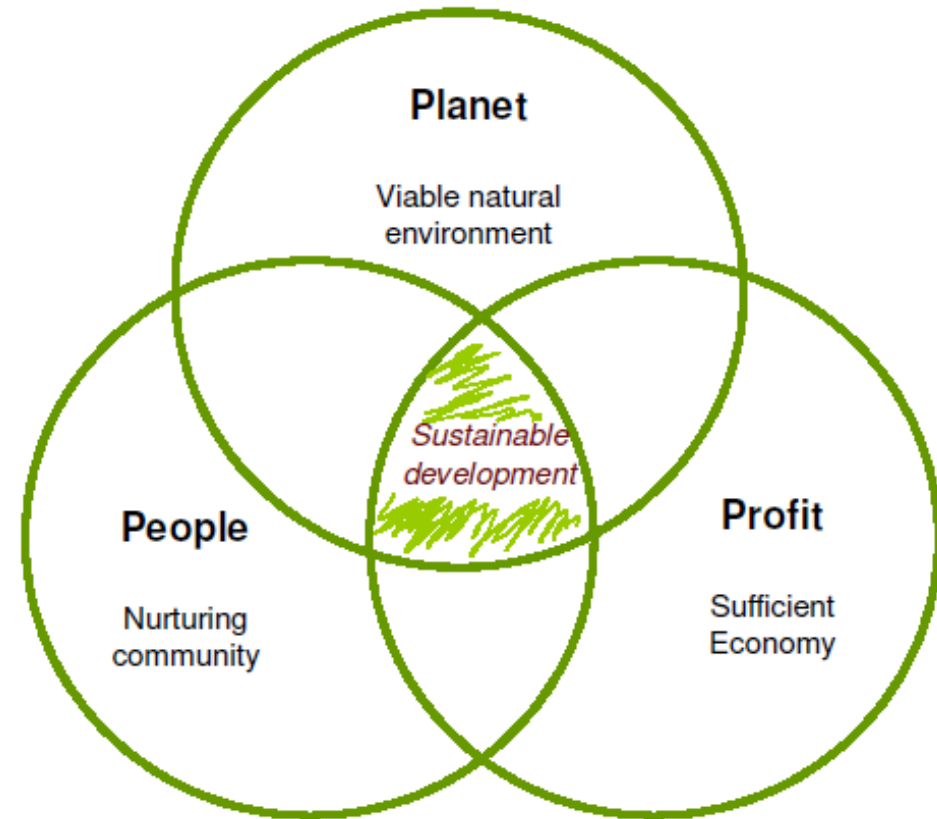 Planet
Viable natural
environment
Sustainable
development
People
Nurturing
community
Profit
Sufficient
Economy